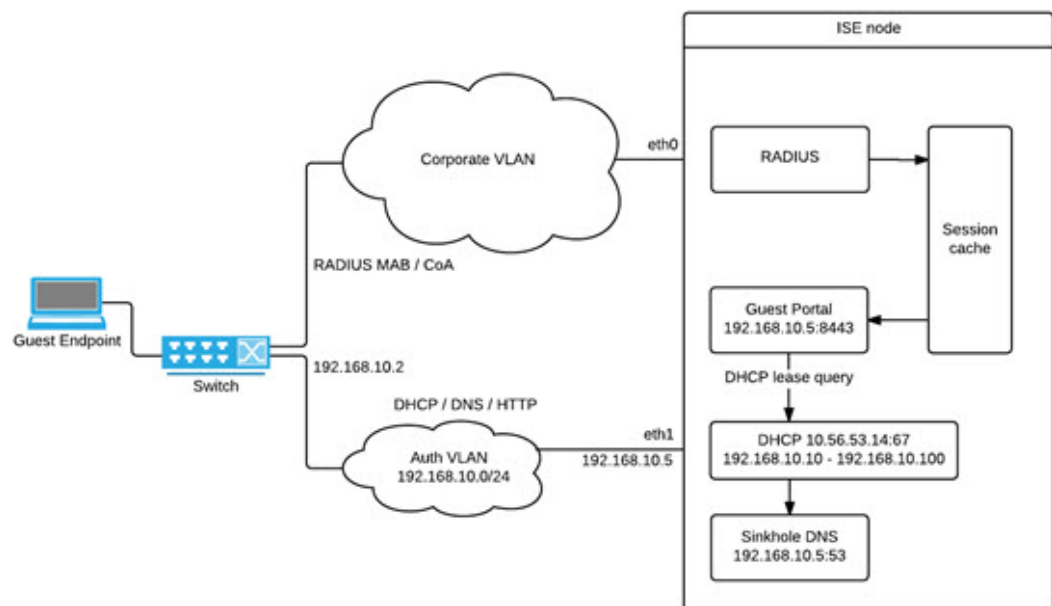 ISE node
Corporate VLAN
eth0
RADIUS
Session
cache
RADIUS MAB / CoA
Guest Endpoint
Switch
192.168.10.2
Guest Portal
192.168.10.5:8443
DHCP lease query
DHCP / DNS / HTTP
Auth VLAN
192.168.10.0/24
eth1
192.168.10.5
DHCP 10.56.53.14:67
192.168.10.10 - 192.168.10.100
Sinkhole DNS
192.168.10.5:53